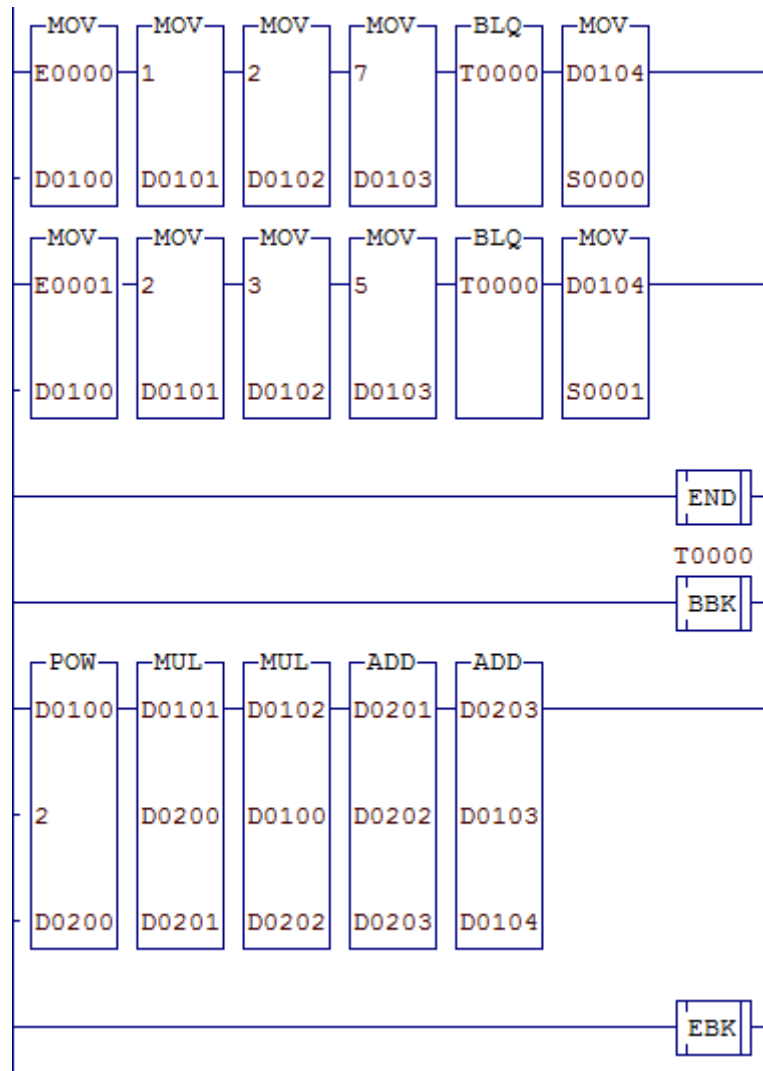 MOV MOV MOV MOV BLQ MOV
E0000 1 2 7 T0000 D0104
D0100 D0101 D0102 D0103 S0000
MOV MOV MOV MOV BLQ MOV
E0001 2 3 5 T0000 D0104
D0100 D0101 D0102 D0103 S0001
END
T0000
BBK
POW MUL MUL ADD ADD
D0100 D0101 D0102 D0201 D0203
2 D0200 D0100 D0202 D0103
D0200 D0201 D0202 D0203 D0104
EBK